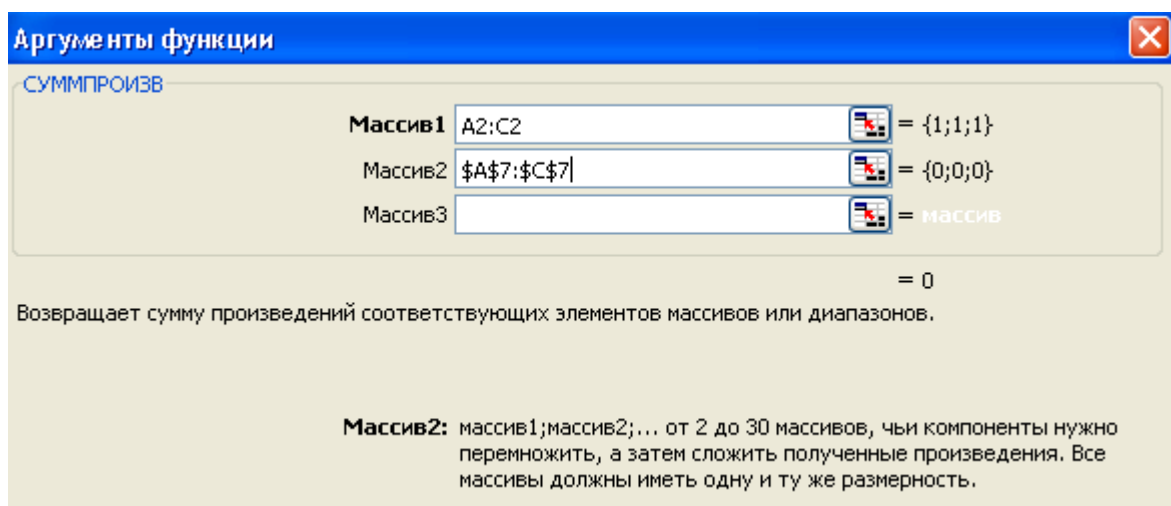 Аргументы функции
СУММПРОИЗВ
Массив1 A2:C2 = {1;1;1}
Массив2 $A$7:$C$7 = {0;0;0}
Массив3 = массив
= 0
Возвращает сумму произведений соответствующих элементов массивов или диапазонов.
Массив2: массив1;массив2;... от 2 до 30 массивов, чьи компоненты нужно
перемножить, а затем сложить полученные произведения. Все
массивы должны иметь одну и ту же размерность.